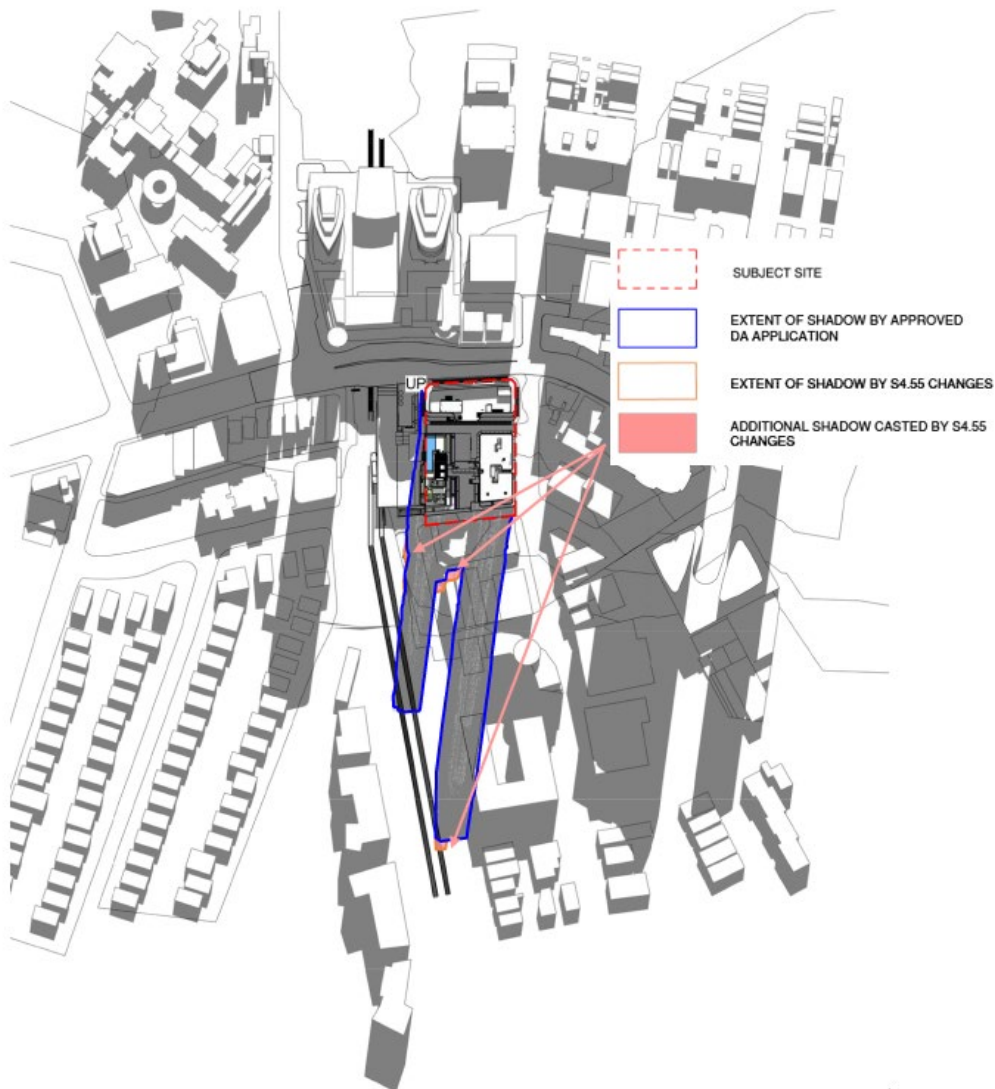 SUBJECT SITE
EXTENT OF SHADOW BY APPROVED
DA APPLICATION
EXTENT OF SHADOW BY S4.55 CHANGES
ADDITIONAL SHADOW CASTED BY S4.55
CHANGES
UP